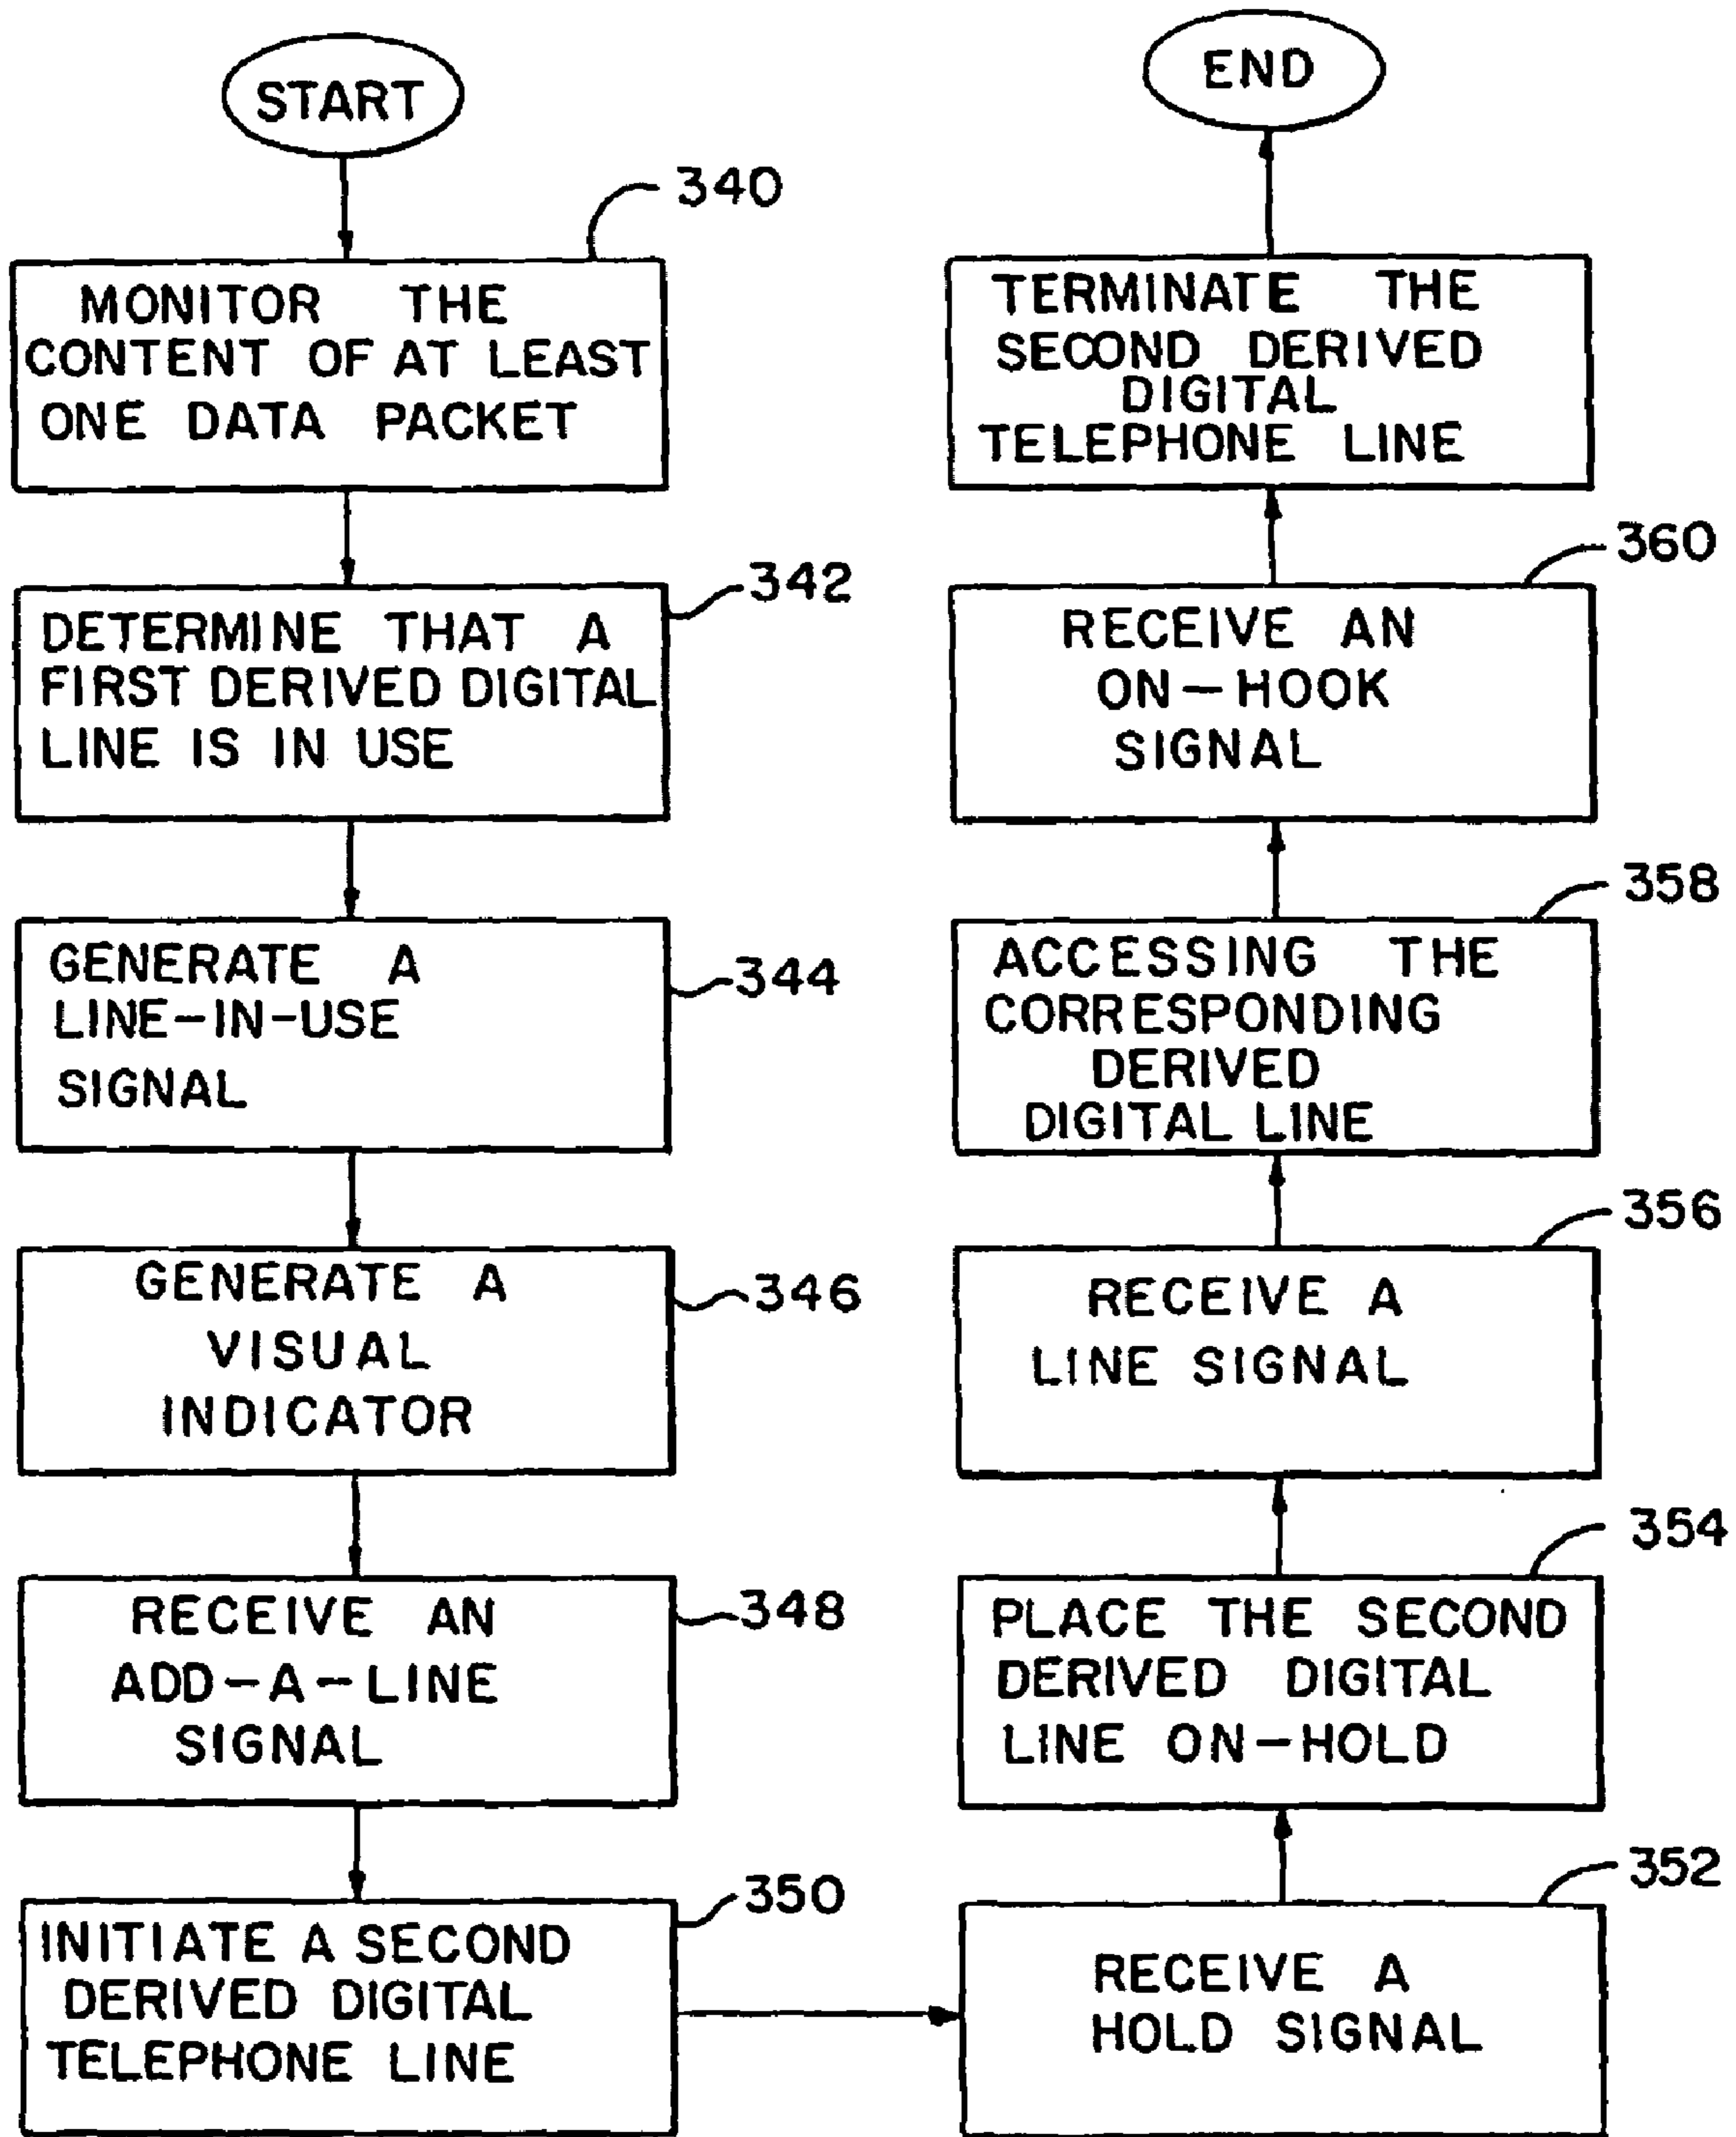 START
340
MONITOR THE
CONTENT OF AT LEAST
ONE DATA PACKET
342
DETERMINE THAT A
FIRST DERIVED DIGITAL
LINE IS IN USE
344
GENERATE A
LINE-IN-USE
SIGNAL
346
GENERATE A
VISUAL
INDICATOR
348
RECEIVE AN
ADD-A-LINE
SIGNAL
350
INITIATE A SECOND
DERIVED DIGITAL
TELEPHONE LINE
352
RECEIVE A
HOLD SIGNAL
354
PLACE THE SECOND
DERIVED DIGITAL
LINE ON-HOLD
356
RECEIVE A
LINE SIGNAL
358
ACCESSING THE
CORRESPONDING
DERIVED
DIGITAL LINE
360
RECEIVE AN
ON-HOOK
SIGNAL
TERMINATE THE
SECOND DERIVED
DIGITAL
TELEPHONE LINE
END